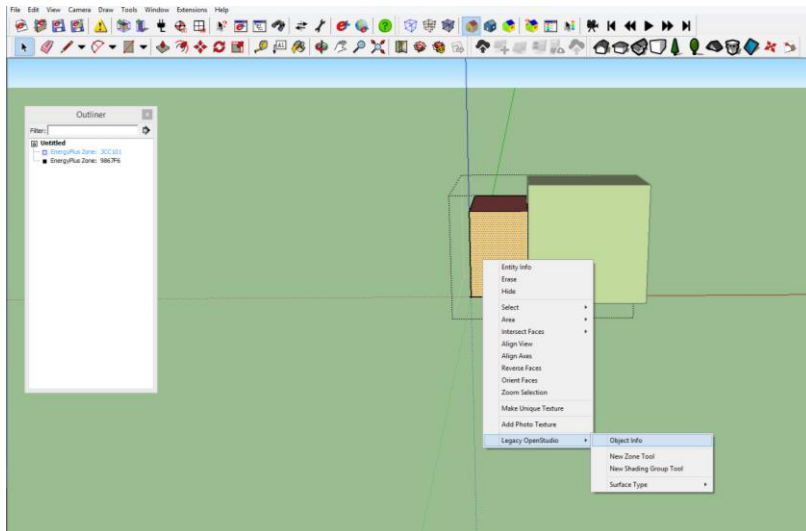 File Edit View Camera Draw Tools Window Extensions Help
Outliner
Filter:
Untitled
EnergyPlus Zone: 3CC101
EnergyPlus Zone: 9867F6
Entity Info
Erase
Hide
Select
Area
Intersect Faces
Align View
Align Axes
Reverse Faces
Orient Faces
Zoom Selection
Make Unique Texture
Add Photo Texture
Legacy OpenStudio
Object Info
New Zone Tool
New Shading Group Tool
Surface Type